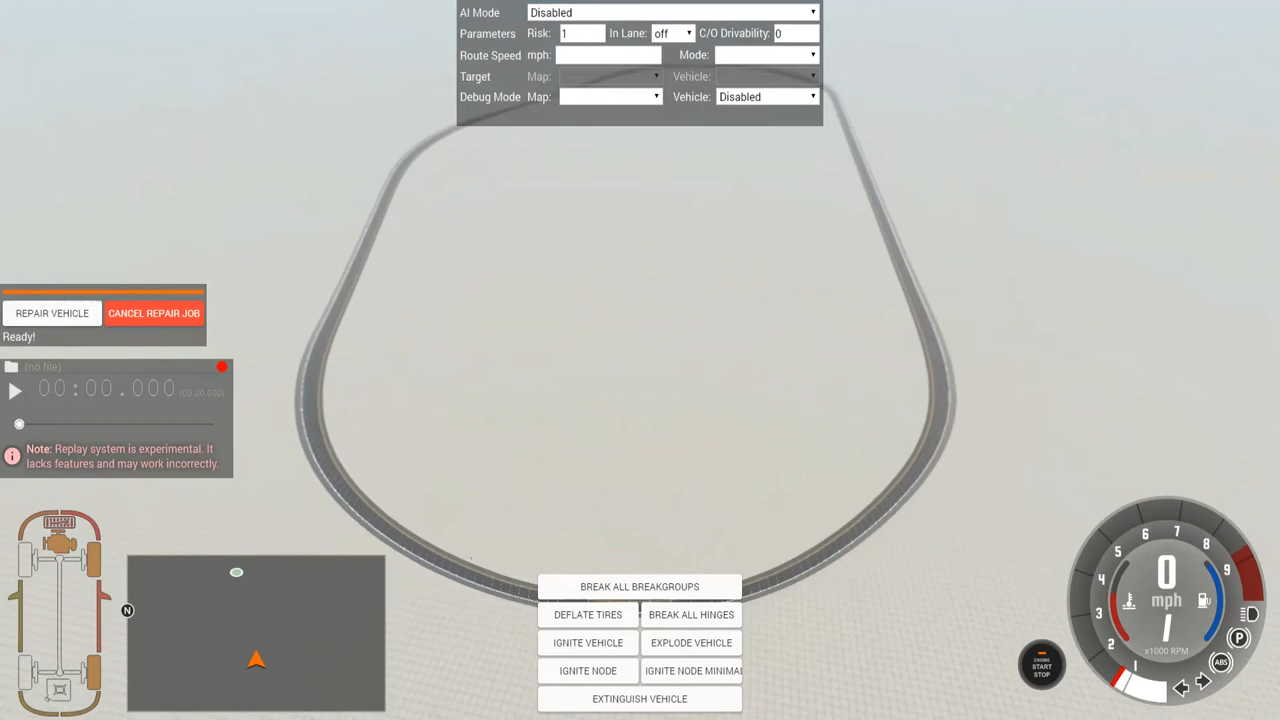 AI Mode Disabled
Parameters Risk: 1 In Lane: off C/O Drivability: 0
Route Speed mph: Mode:
Target Map: Vehicle:
Debug Mode Map: Vehicle: Disabled
REPAIR VEHICLE CANCEL REPAIR JOB
Ready!
(no file)
00:00.000 (00:00.000)
Note: Replay system is experimental. It
lacks features and may work incorrectly.
N
BREAK ALL BREAKGROUPS
DEFLATE TIRES BREAK ALL HINGES
IGNITE VEHICLE EXPLODE VEHICLE
IGNITE NODE IGNITE NODE MINIMAL
EXTINGUISH VEHICLE
ENGINE
START
STOP
1 2 3 4 5 6 7 8 9
0
mph
1
x1000 RPM
P
ABS